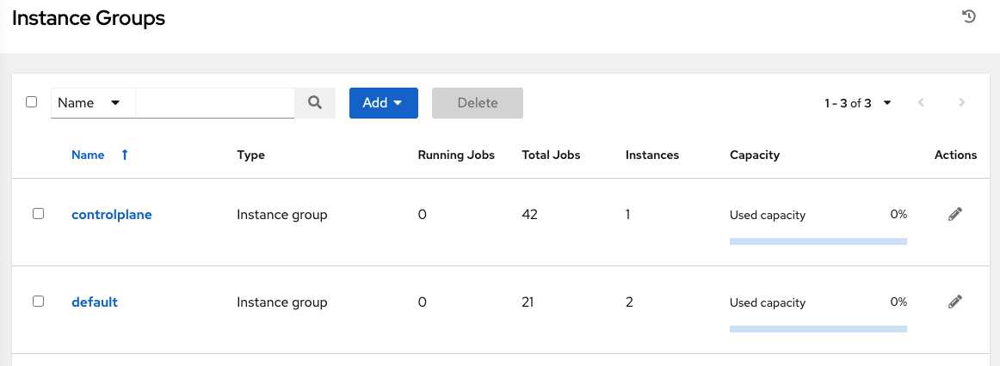 Instance Groups
Name Add Delete 1 - 3 of 3
Name Type Running Jobs Total Jobs Instances Capacity Actions
controlplane Instance group 0 42 1 Used capacity 0%
default Instance group 0 21 2 Used capacity 0%